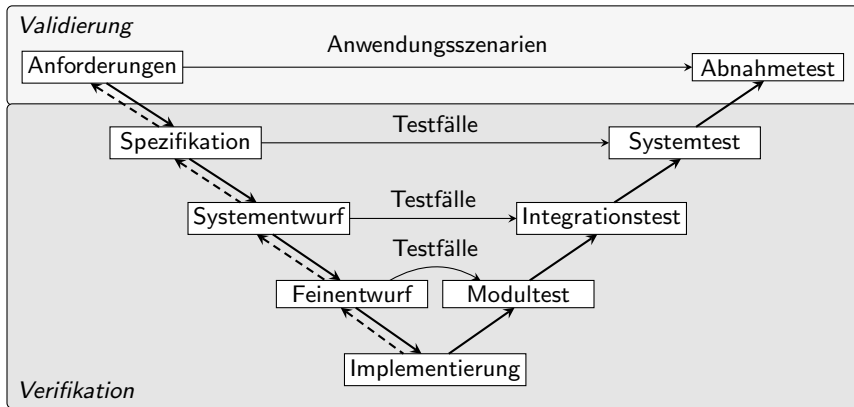 Validierung
Anwendungsszenarien
Anforderungen
Abnahmetest
Testfälle
Spezifikation
Systemtest
Testfälle
Systementwurf
Integrationstest
Testfälle
Feinentwurf
Modultest
Implementierung
Verifikation